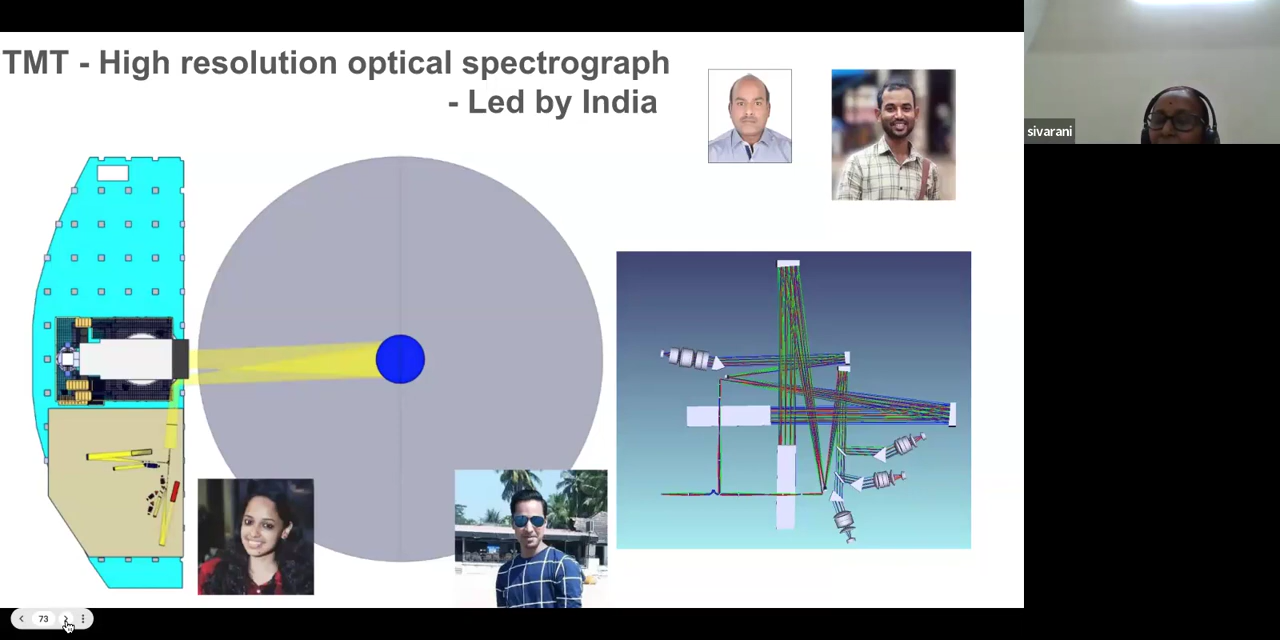 TMT - High resolution optical spectrograph
- Led by India
sivarani
73